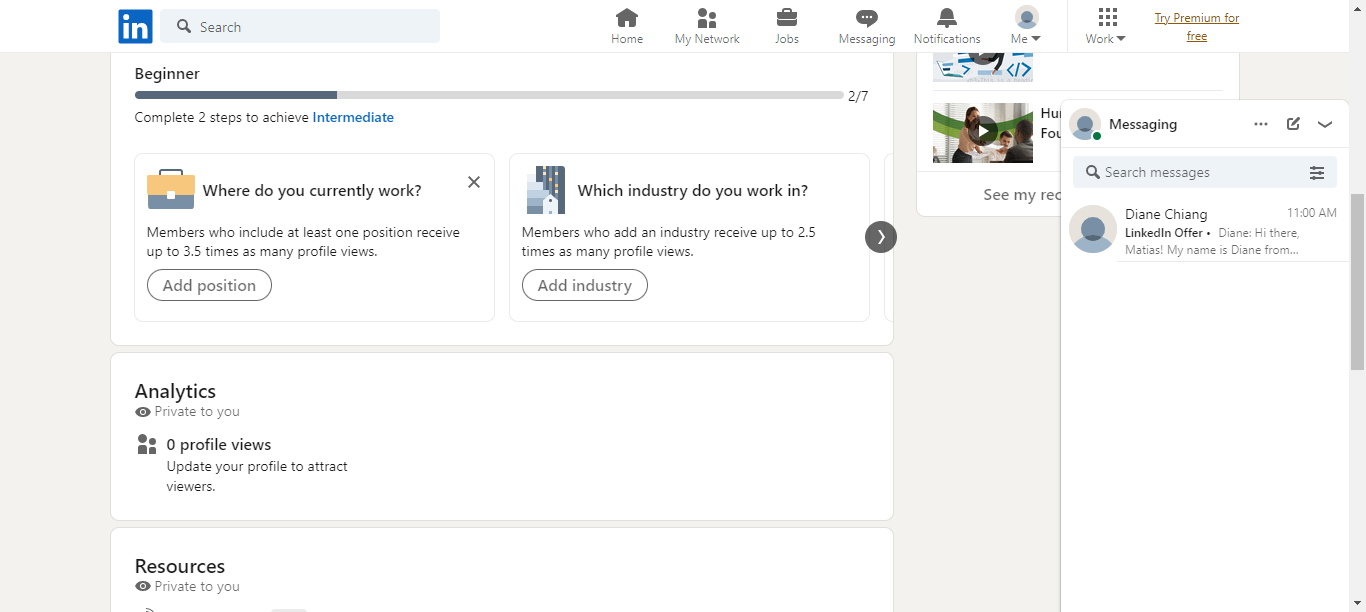 in
Search
Home
My Network
Jobs
Messaging
Notifications
Me
Work
Try Premium for
free
Beginner
2/7
Complete 2 steps to achieve Intermediate
Where do you currently work?
Members who include at least one position receive
up to 3.5 times as many profile views.
Add position
Which industry do you work in?
Members who add an industry receive up to 2.5
times as many profile views.
Add industry
Analytics
Private to you
0 profile views
Update your profile to attract
viewers.
Resources
Private to you
</>
Hur
Fou
See my rec
Messaging
Search messages
Diane Chiang
11:00 AM
LinkedIn Offer • Diane: Hi there,
Matias! My name is Diane from...